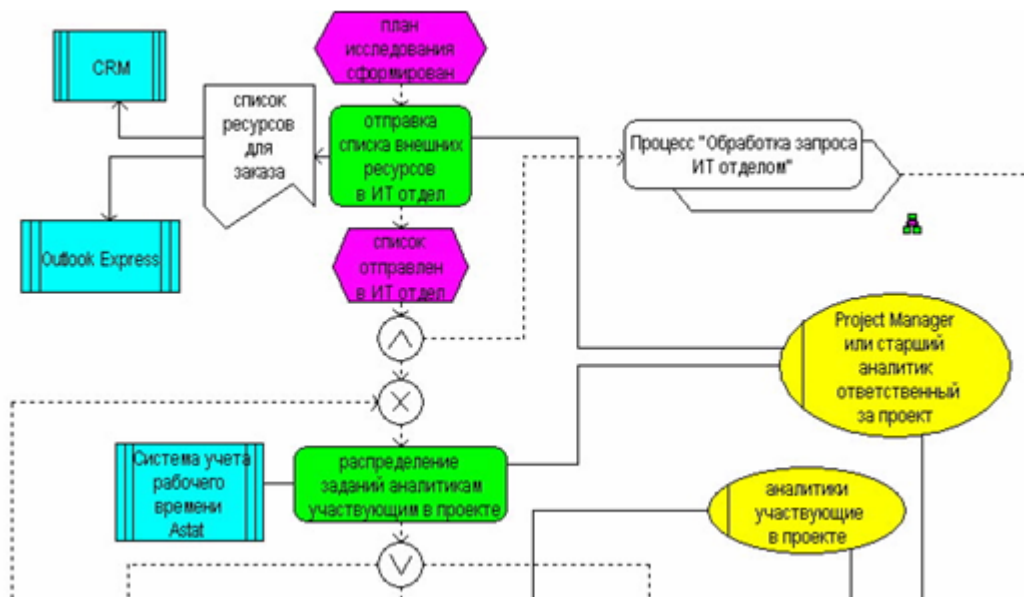 план
исследования
сформирован
CRM
список
ресурсов
для
заказа
отправка
списка внешних
ресурсов
в ИТ отдел
Процесс "Обработка запроса
ИТ отделом"
Outlook Express
список
отправлен
в ИТ отдел
Project Manager
или старший
аналитик
ответственный
за проект
Система учета
рабочего
времени
Astat
распределение
заданий аналитикам
участвующим в проекте
аналитики
участвующие
в проекте